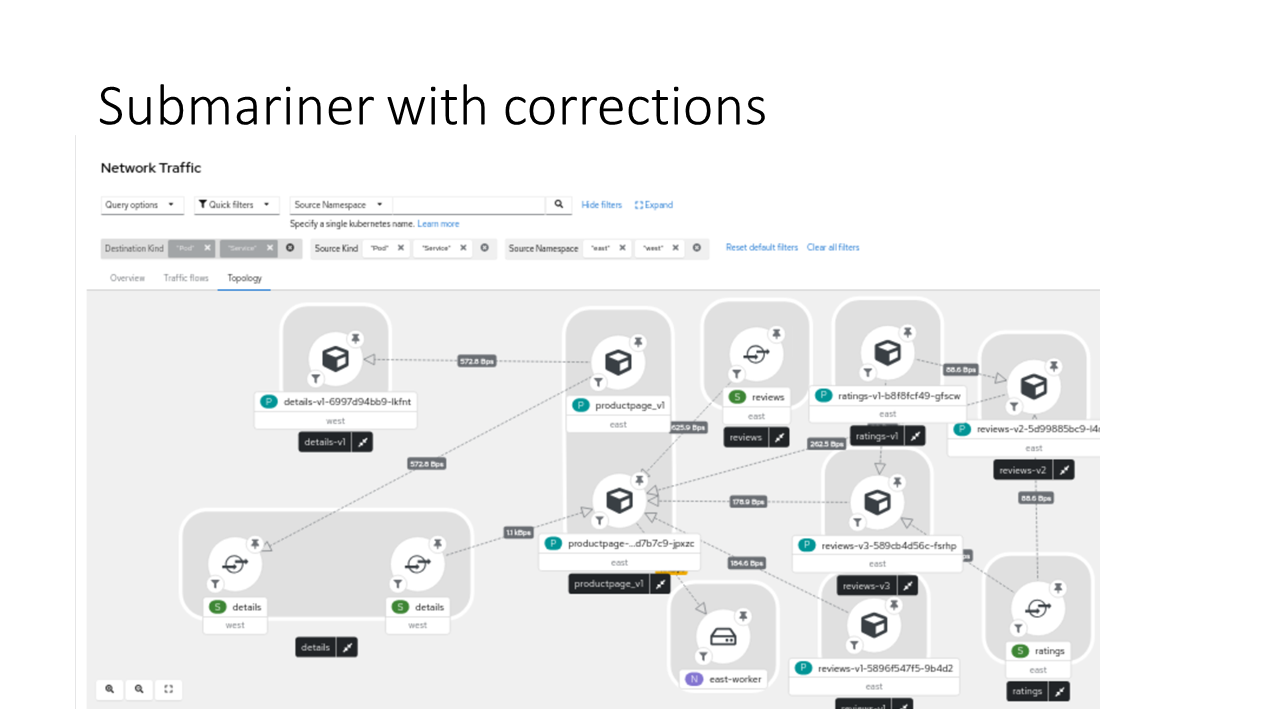 Submariner with corrections
Network Traffic
Query options
Quick filters
Source Namespace
Hide filters
Expand
Specify a single kubernetes name. Learn more
Destination Kind "Pod" "Service"
Source Kind "Pod" "Service"
Source Namespace "east" "west"
Reset default filters
Clear all filters
Overview
Traffic flows
Topology
572.8 Bps
88.6 Bps
P details-v1-6997d94bb9-lkfnt
west
details-v1
P productpage_v1
east
625.9 Bps
S reviews
east
reviews
P ratings-v1-b8f8fcf49-gfscw
east
ratings-v1
P reviews-v2-5d99885bc9-l4
east
reviews-v2
262.5 Bps
572.8 Bps
178.9 Bps
88.6 Bps
1.1 kBps
P productpage-...d7b7c9-jpxzc
east
productpage_v1
P reviews-v3-589cb4d56c-fsrhp
east
reviews-v3
184.6 Bps
S details
west
S details
west
details
N east-worker
P reviews-v1-5896f547f5-9b4d2
east
reviews-v1
S ratings
east
ratings